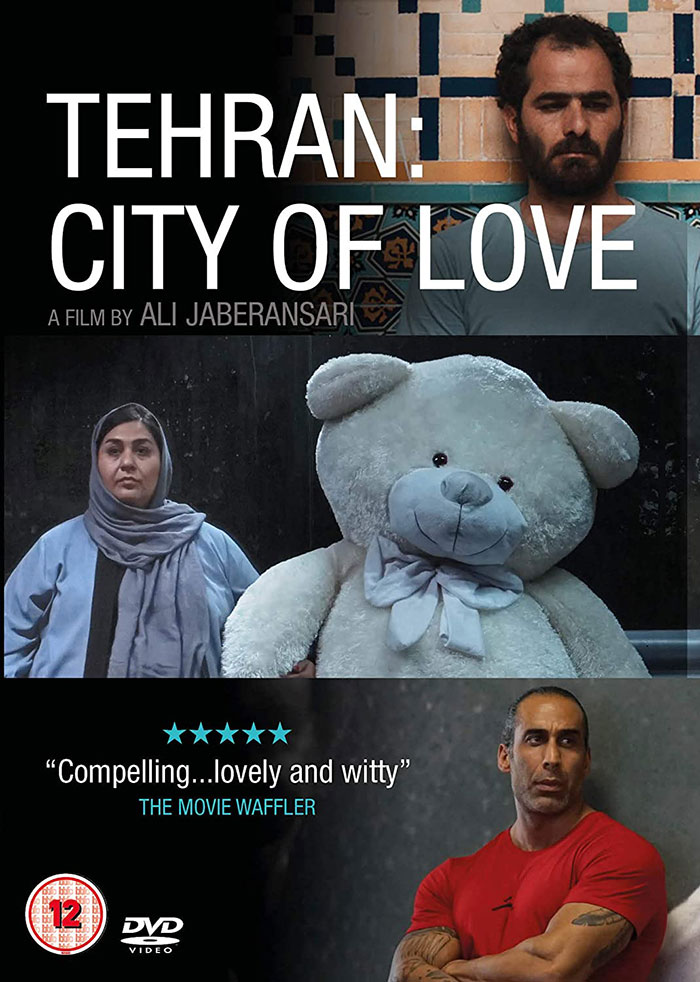 TEHRAN:
CITY OF LOVE
A FILM BY ALI JABERANSARI
★★★★★
“Compelling...lovely and witty”
THE MOVIE WAFFLER
12
DVD
VIDEO